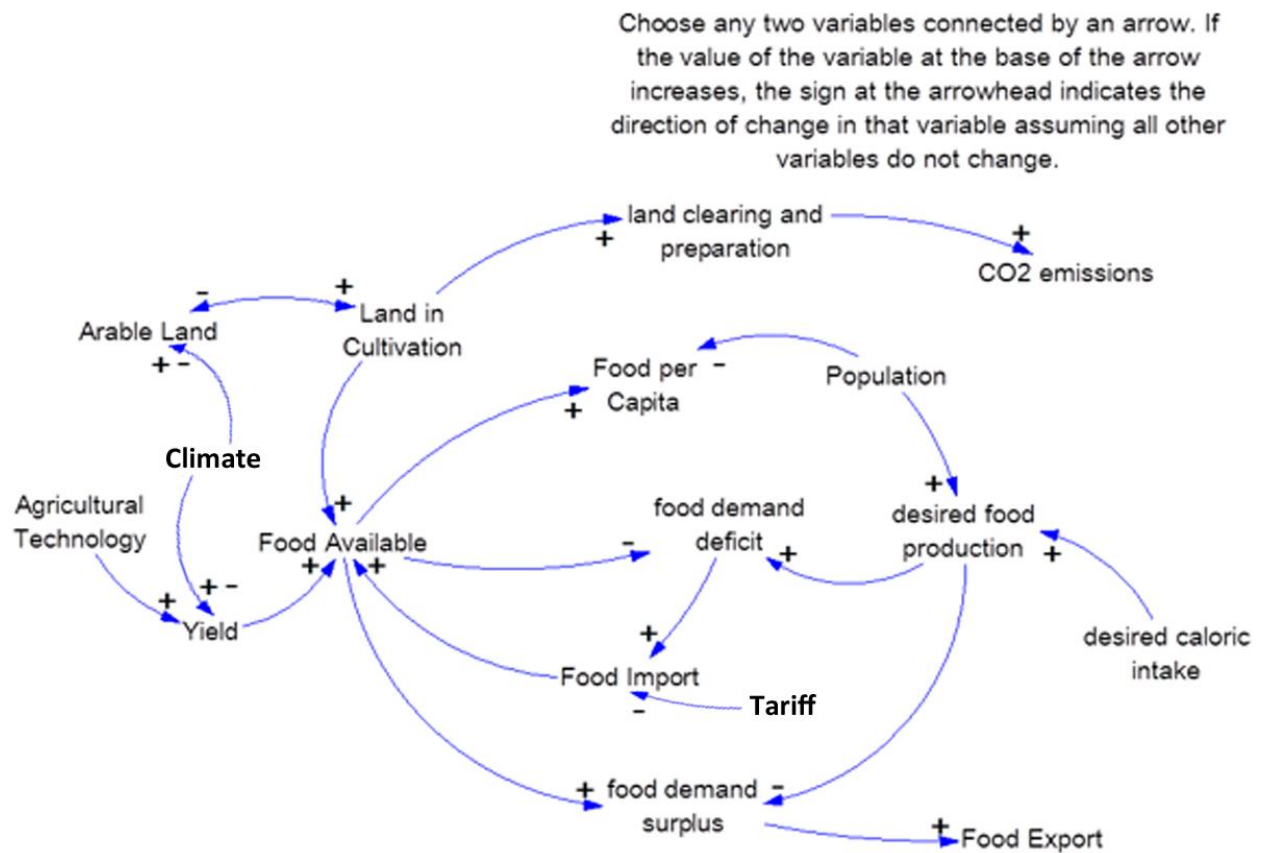 Choose any two variables connected by an arrow. If
the value of the variable at the base of the arrow
increases, the sign at the arrowhead indicates the
direction of change in that variable assuming all other
variables do not change.
land clearing and
preparation
+
+
CO2 emissions
-
+
Arable Land
+ -
Land in
Cultivation
Food per
Capita
-
+
Population
Climate
Agricultural
Technology
+
Food Available
+
+
food demand
deficit
-
+
+
desired food
production
+
+
+ -
Yield
desired caloric
intake
+
Food Import
-
Tariff
+
food demand
surplus
-
+
Food Export